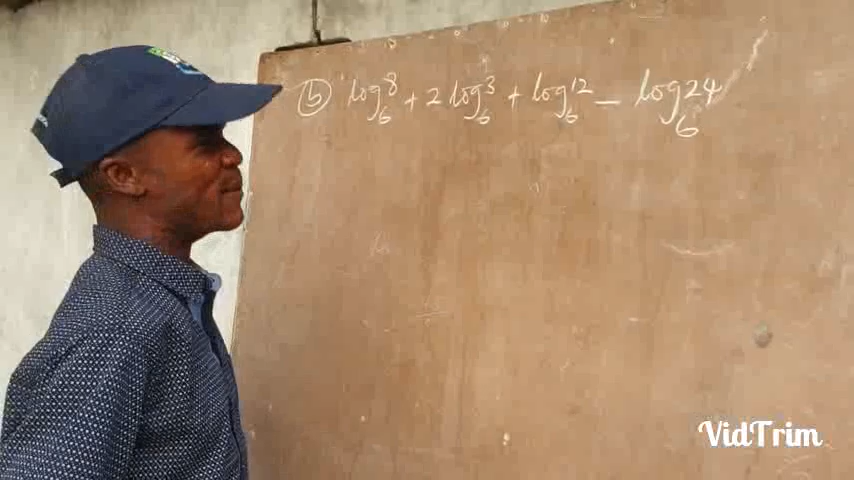 (b) log₆8 + 2log₆3 + log₆12 - log₆24
VidTrim